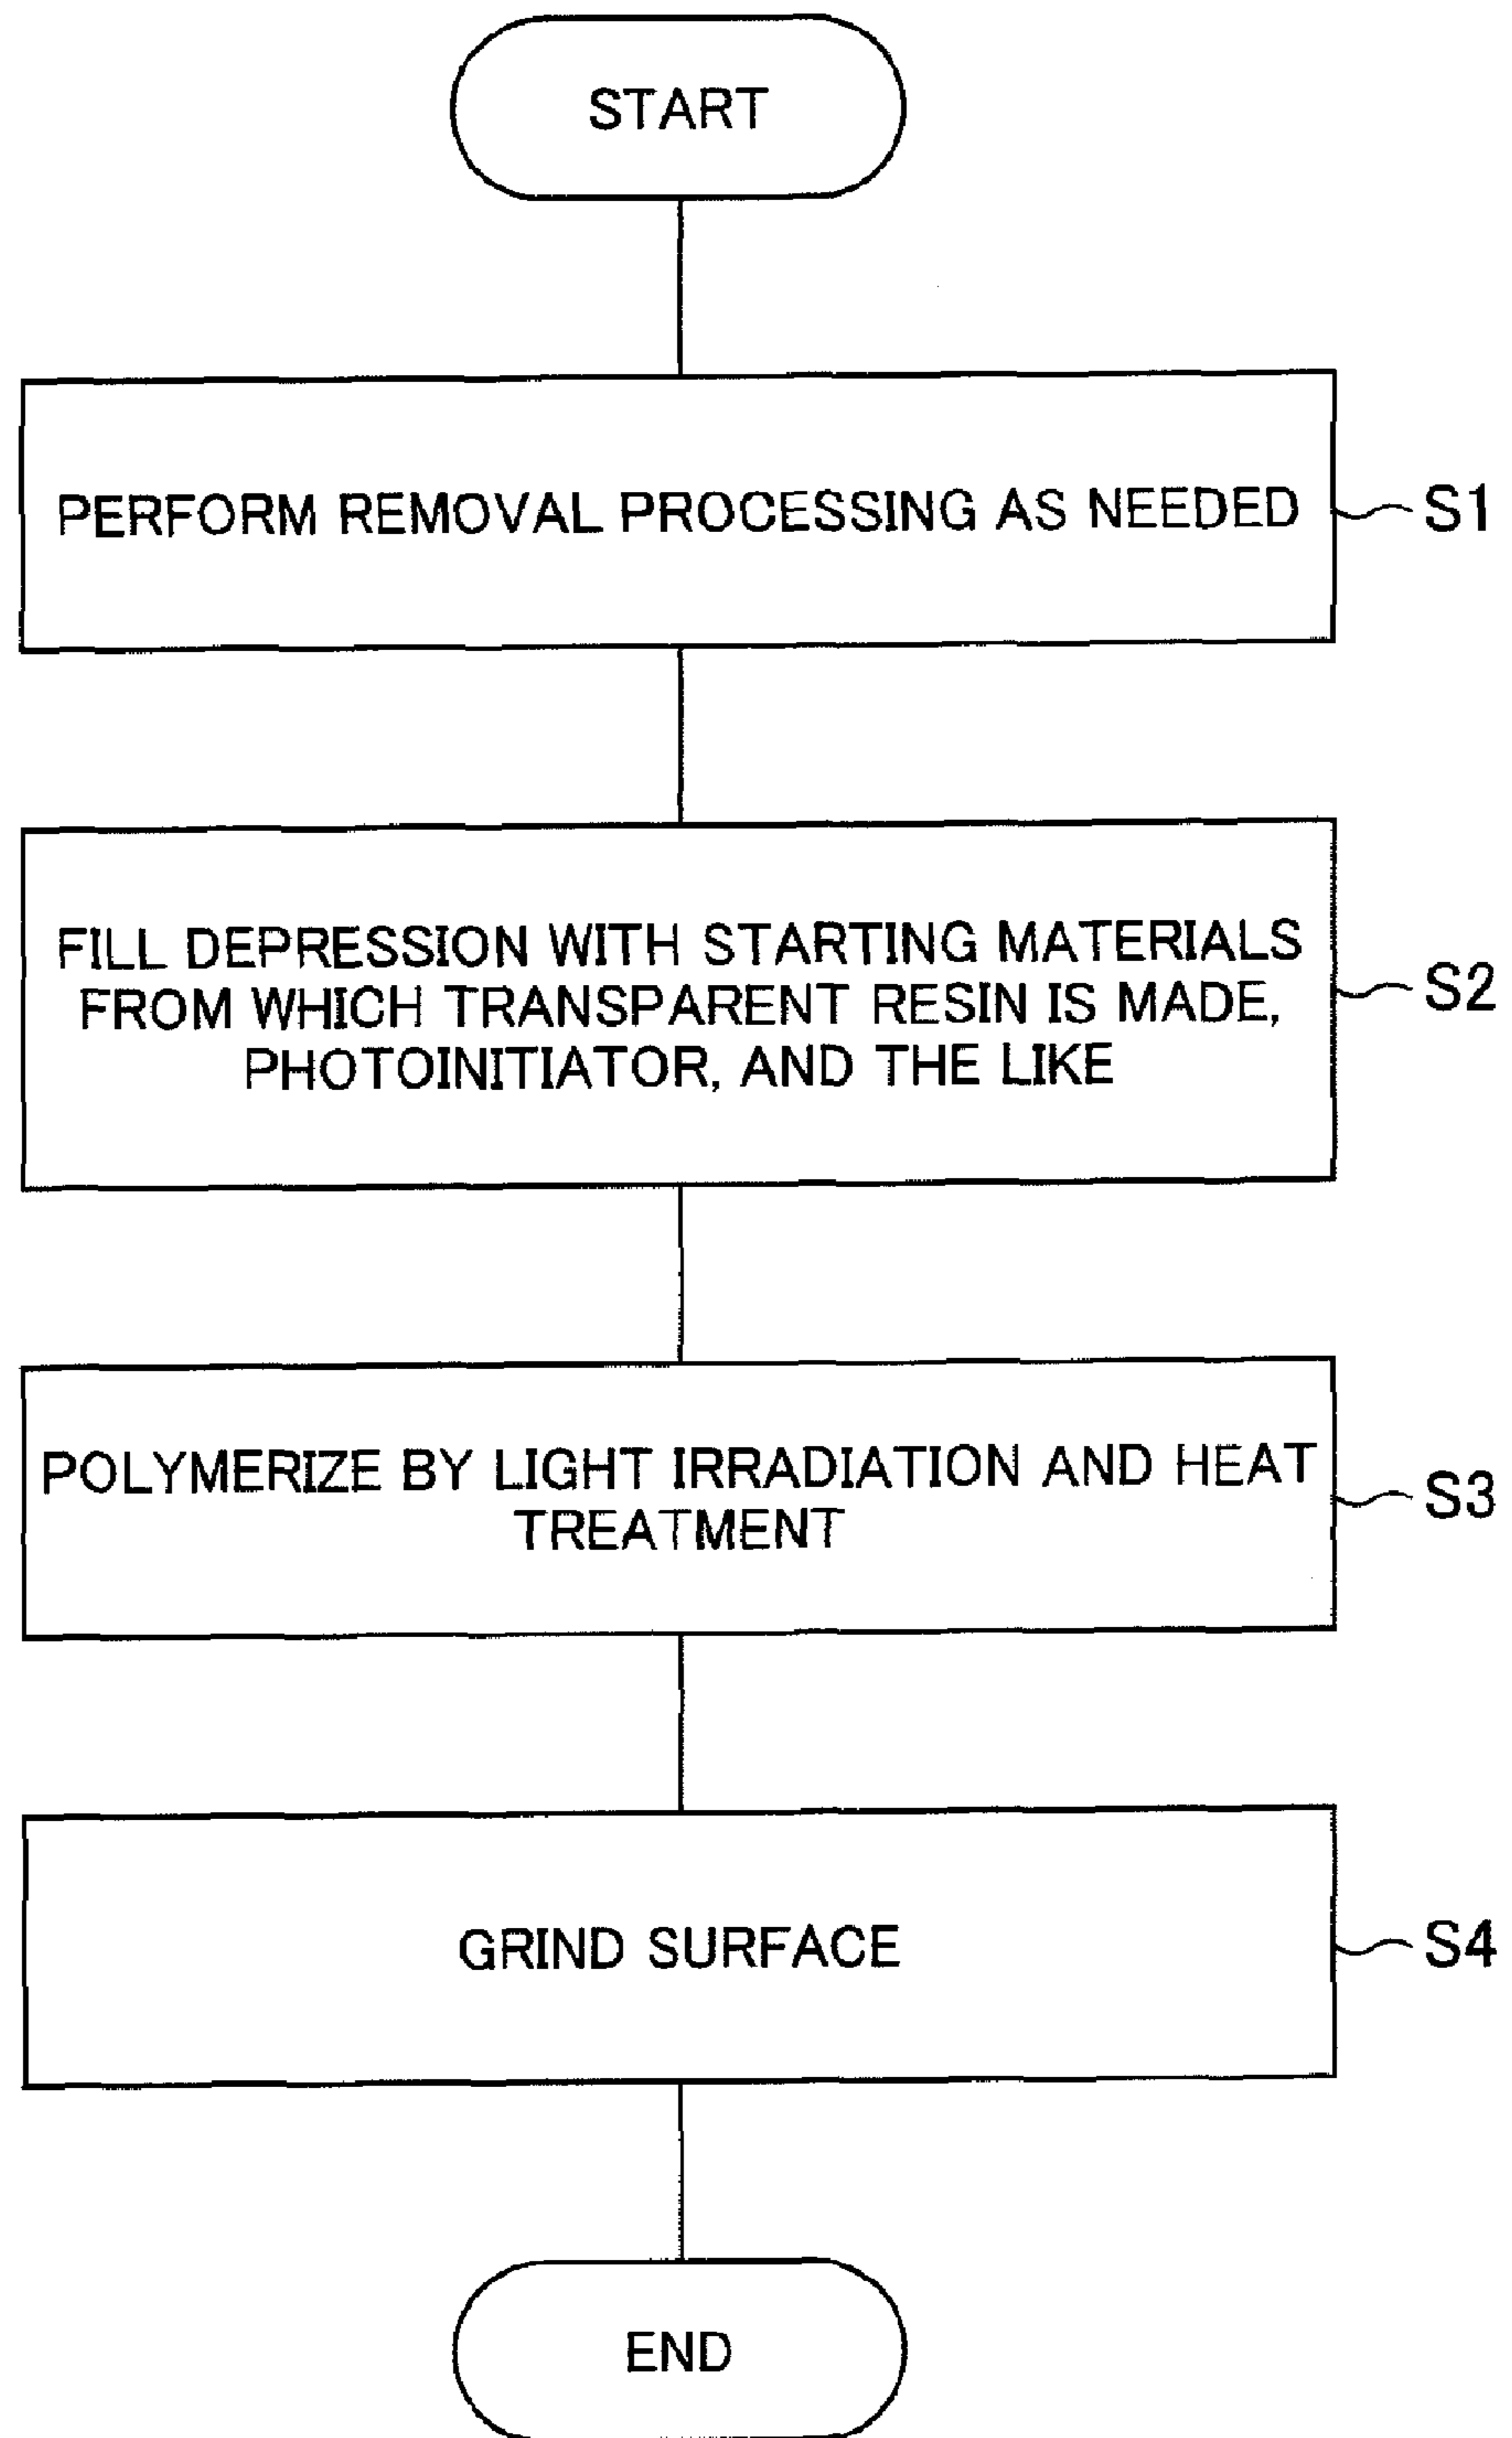 START
PERFORM REMOVAL PROCESSING AS NEEDED
S1
FILL DEPRESSION WITH STARTING MATERIALS
FROM WHICH TRANSPARENT RESIN IS MADE,
PHOTOINITIATOR, AND THE LIKE
S2
POLYMERIZE BY LIGHT IRRADIATION AND HEAT
TREATMENT
S3
GRIND SURFACE
S4
END